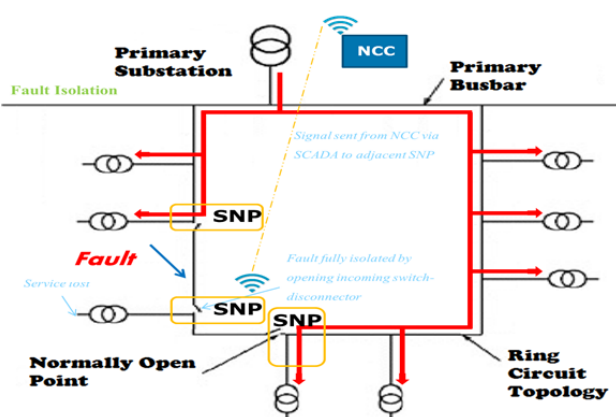 NCC
Primary
Substation
Primary
Busbar
Fault Isolation
Signal sent from NCC via
SCADA to adjacent SNP
SNP
Fault
Fault fully isolated by
opening incoming switch-
disconnector
Service lost
SNP
SNP
Normally Open
Point
Ring
Circuit
Topology